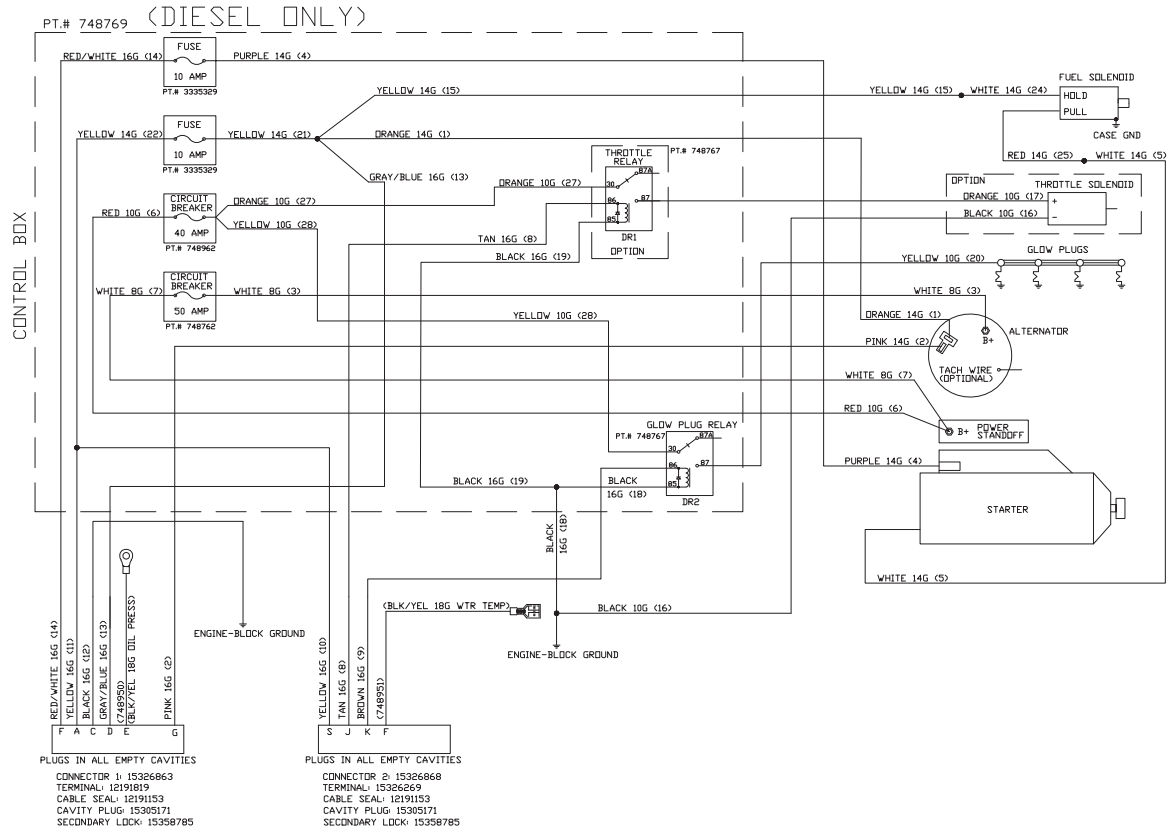 PT.# 748769 (DIESEL ONLY)
CONTROL BOX
RED/WHITE 16G (14)
FUSE
10 AMP
PT.# 3335329
PURPLE 14G (4)
YELLOW 14G (22)
FUSE
10 AMP
PT.# 3335329
YELLOW 14G (21)
YELLOW 14G (15)
ORANGE 14G (1)
GRAY/BLUE 16G (13)
YELLOW 14G (15)
WHITE 14G (24)
FUEL SOLENOID
HOLD
PULL
CASE GND
RED 14G (25)
WHITE 14G (5)
RED 10G (6)
CIRCUIT
BREAKER
40 AMP
PT.# 748962
ORANGE 10G (27)
YELLOW 10G (28)
ORANGE 10G (27)
THROTTLE
RELAY
PT.# 748767
87A
30
86
87
85
DR1
OPTION
TAN 16G (8)
BLACK 16G (19)
OPTION
THROTTLE SOLENOID
ORANGE 10G (17)
+
BLACK 10G (16)
-
GLOW PLUGS
YELLOW 10G (20)
WHITE 8G (7)
CIRCUIT
BREAKER
50 AMP
PT.# 748762
WHITE 8G (3)
YELLOW 10G (28)
WHITE 8G (3)
ORANGE 14G (1)
PINK 14G (2)
ALTERNATOR
B+
TACH WIRE
(OPTIONAL)
WHITE 8G (7)
RED 10G (6)
B+ POWER
STANDOFF
GLOW PLUG RELAY
PT.# 748767
87A
30
86
87
85
DR2
BLACK 16G (19)
BLACK
16G (18)
BLACK
16G (18)
PURPLE 14G (4)
STARTER
WHITE 14G (5)
(BLK/YEL 18G WTR TEMP)
BLACK 10G (16)
ENGINE-BLOCK GROUND
ENGINE-BLOCK GROUND
RED/WHITE 16G (14)
YELLOW 16G (11)
BLACK 16G (12)
GRAY/BLUE 16G (13)
(748950)
(BLK/YEL 18G OIL PRESS)
PINK 16G (2)
F A C D E G
PLUGS IN ALL EMPTY CAVITIES
CONNECTOR 1: 15326863
TERMINAL: 12191819
CABLE SEAL: 12191153
CAVITY PLUG: 15305171
SECONDARY LOCK: 15358785
YELLOW 16G (10)
TAN 16G (8)
BROWN 16G (9)
(748951)
S J K F
PLUGS IN ALL EMPTY CAVITIES
CONNECTOR 2: 15326868
TERMINAL: 15326269
CABLE SEAL: 12191153
CAVITY PLUG: 15305171
SECONDARY LOCK: 15358785